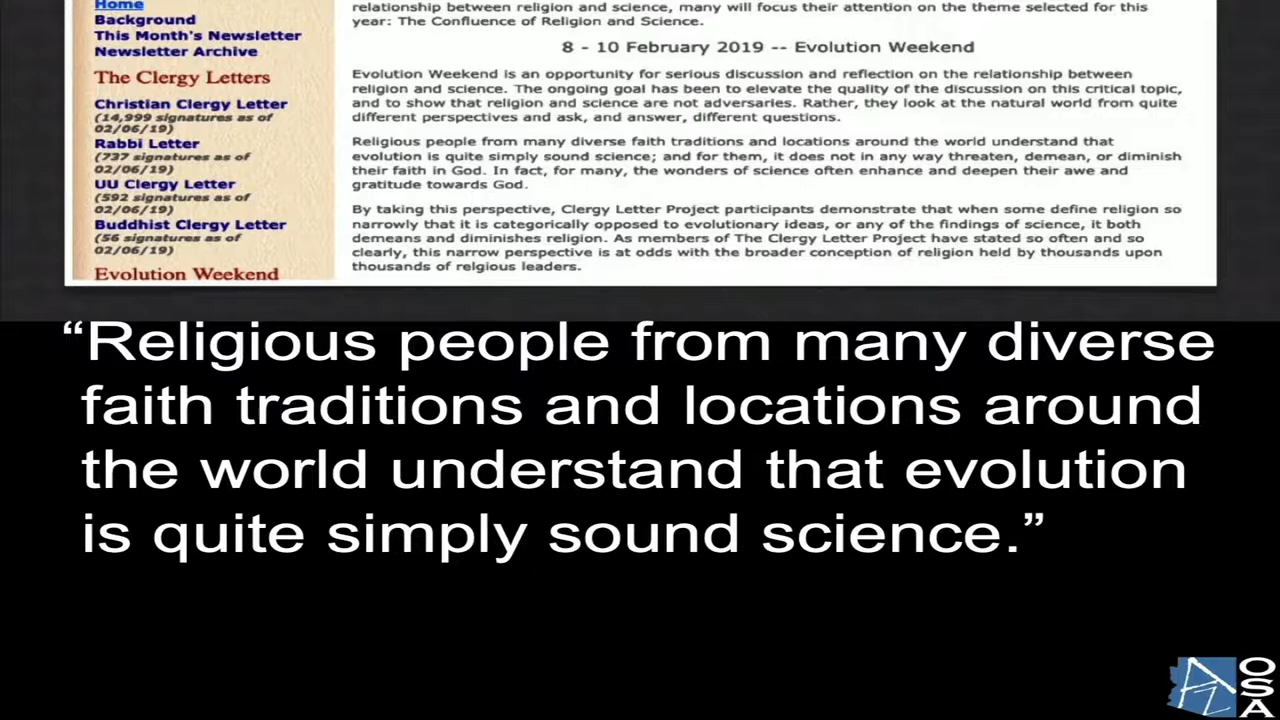 Home
Background
This Month's Newsletter
Newsletter Archive
The Clergy Letters
Christian Clergy Letter
(14,999 signatures as of
02/06/19)
Rabbi Letter
(737 signatures as of
02/06/19)
UU Clergy Letter
(592 signatures as of
02/06/19)
Buddhist Clergy Letter
(56 signatures as of
02/06/19)
Evolution Weekend
relationship between religion and science, many will focus their attention on the theme selected for this
year: The Confluence of Religion and Science.
8 - 10 February 2019 -- Evolution Weekend
Evolution Weekend is an opportunity for serious discussion and reflection on the relationship between
religion and science. The ongoing goal has been to elevate the quality of the discussion on this critical topic,
and to show that religion and science are not adversaries. Rather, they look at the natural world from quite
different perspectives and ask, and answer, different questions.
Religious people from many diverse faith traditions and locations around the world understand that
evolution is quite simply sound science; and for them, it does not in any way threaten, demean, or diminish
their faith in God. In fact, for many, the wonders of science often enhance and deepen their awe and
gratitude towards God.
By taking this perspective, Clergy Letter Project participants demonstrate that when some define religion so
narrowly that it is categorically opposed to evolutionary ideas, or any of the findings of science, it both
demeans and diminishes religion. As members of The Clergy Letter Project have stated so often and so
clearly, this narrow perspective is at odds with the broader conception of religion held by thousands upon
thousands of relgious leaders.
“Religious people from many diverse
faith traditions and locations around
the world understand that evolution
is quite simply sound science.”
AZ
OSA